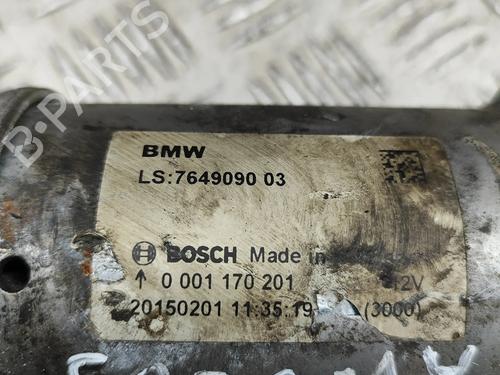 BMW
LS:7649090 03
BOSCH Made in
↑ 0 001 170 201 12V
20150201 11:35:19 (3000)
B-PARTS